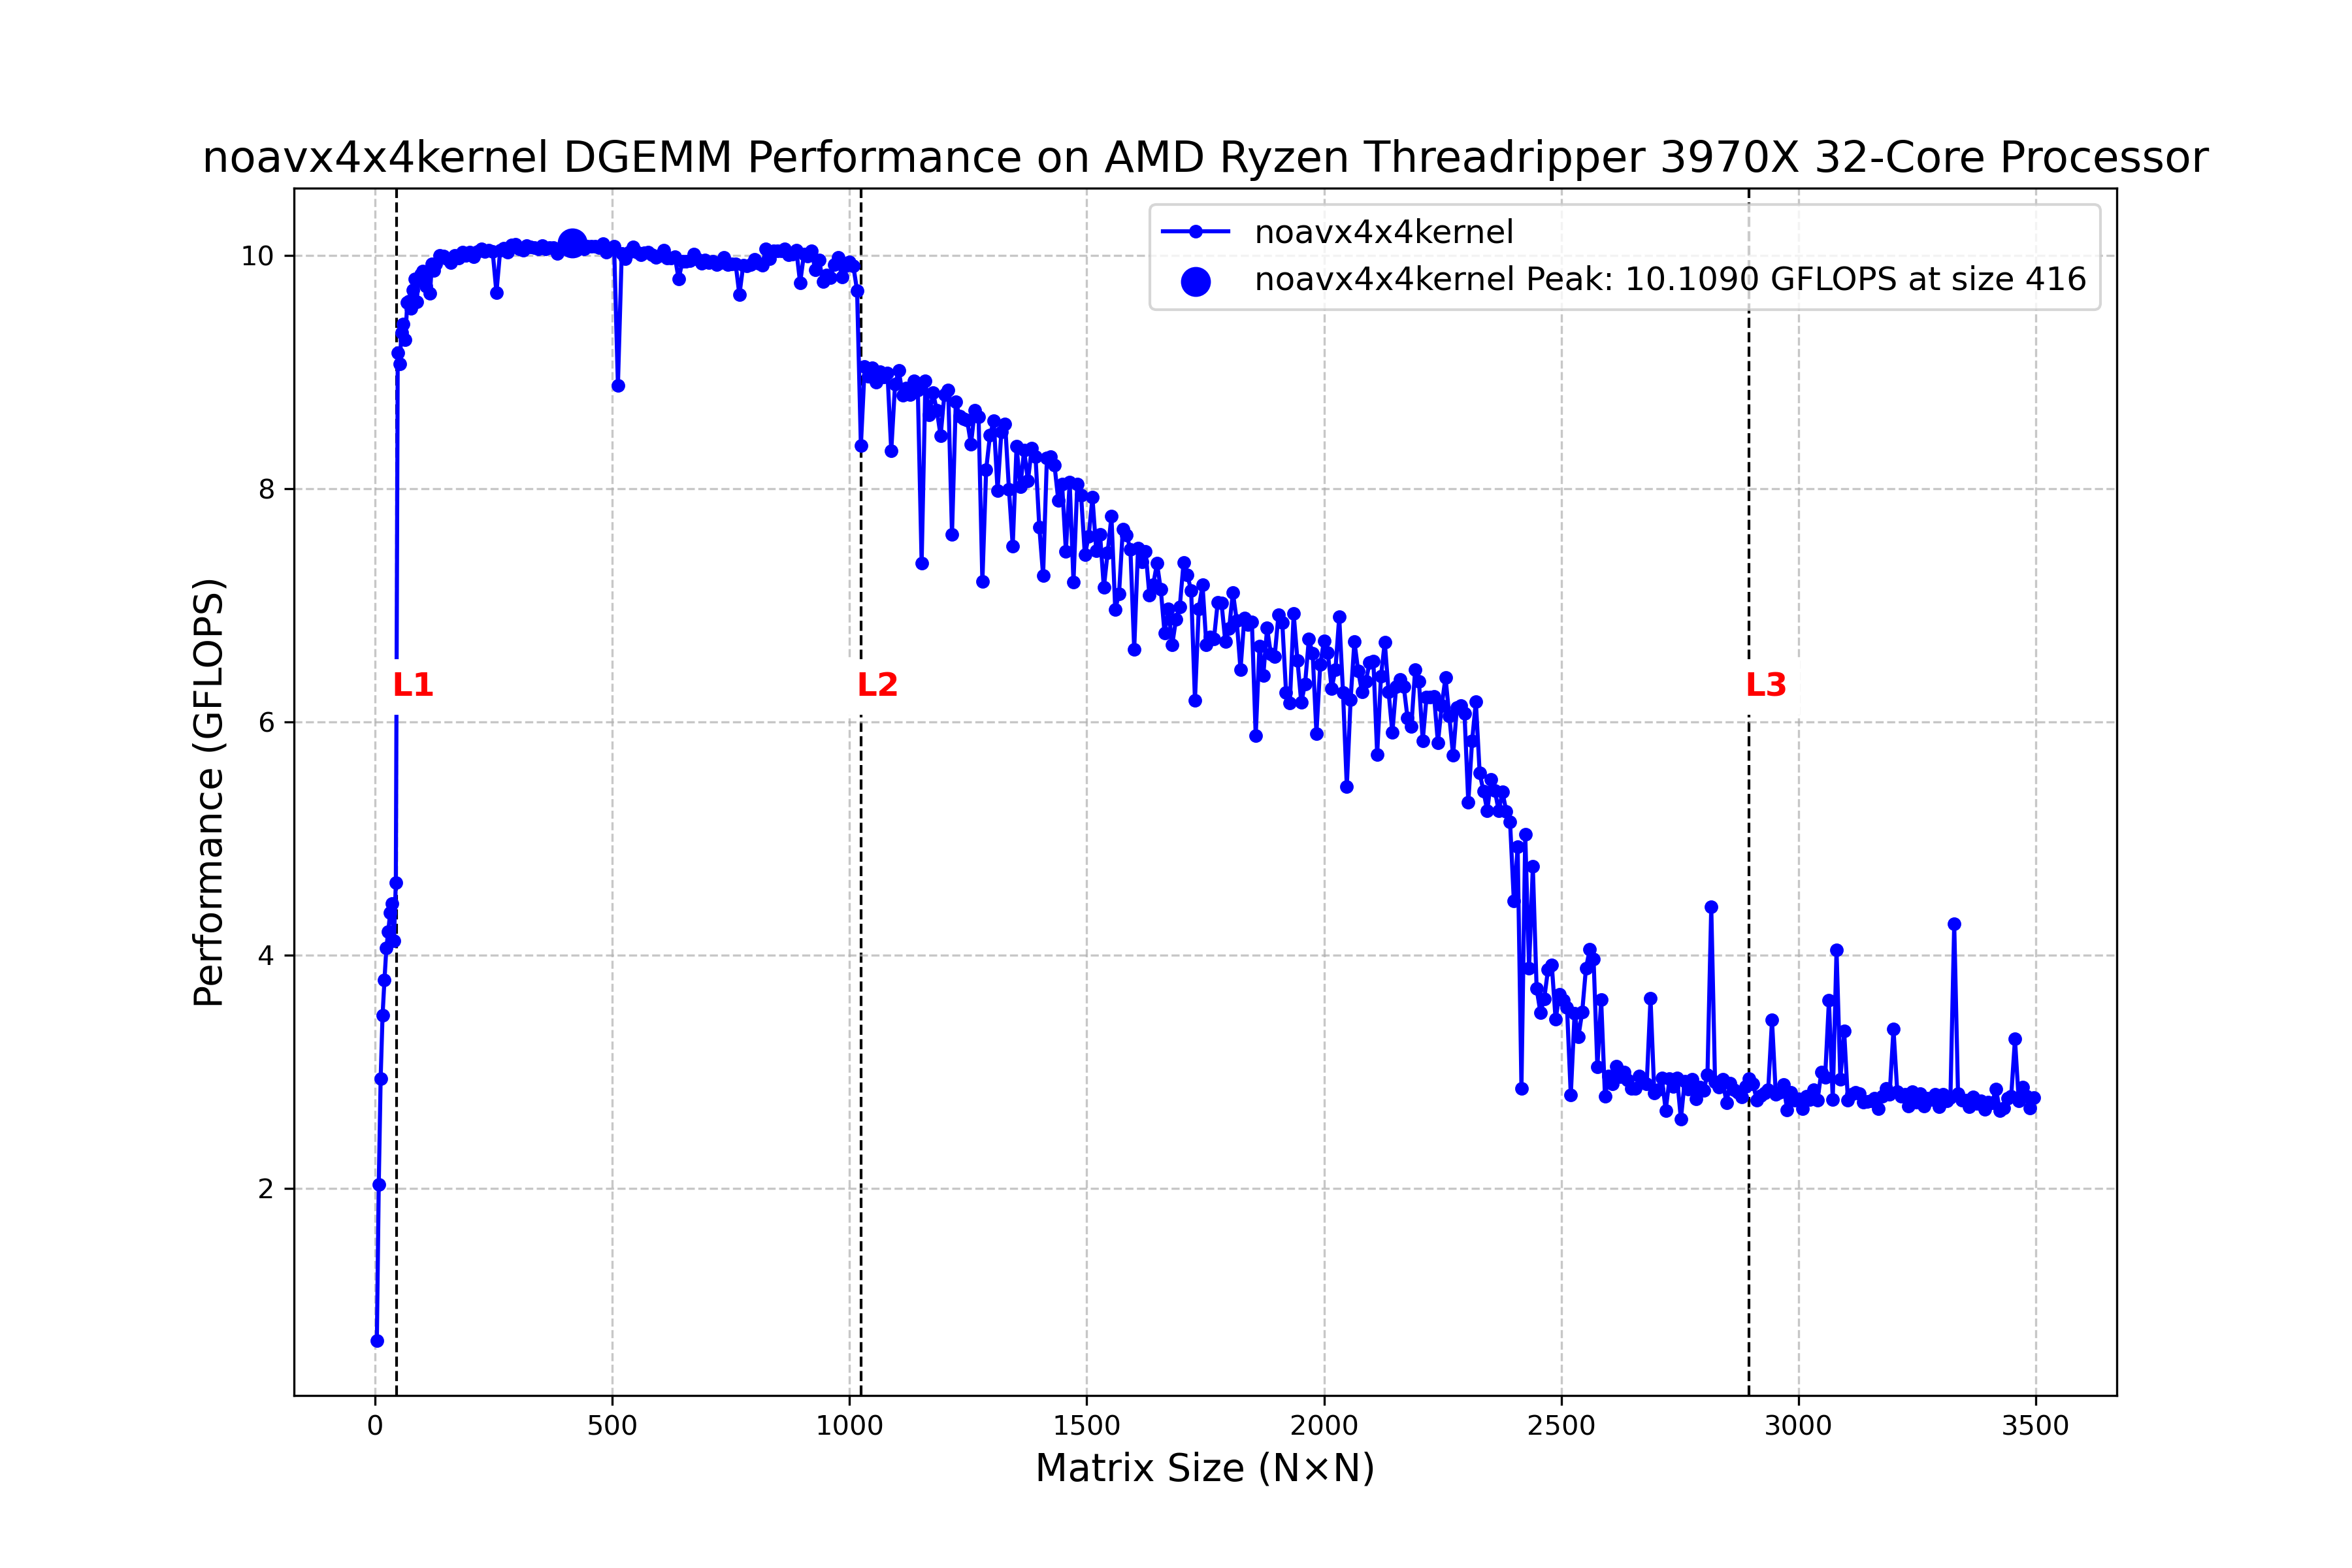 noavx4x4kernel DGEMM Performance on AMD Ryzen Threadripper 3970X 32-Core Processor
noavx4x4kernel
noavx4x4kernel Peak: 10.1090 GFLOPS at size 416
Performance (GFLOPS)
10
8
6
4
2
L1
L2
L3
0
500
1000
1500
2000
2500
3000
3500
Matrix Size (N×N)